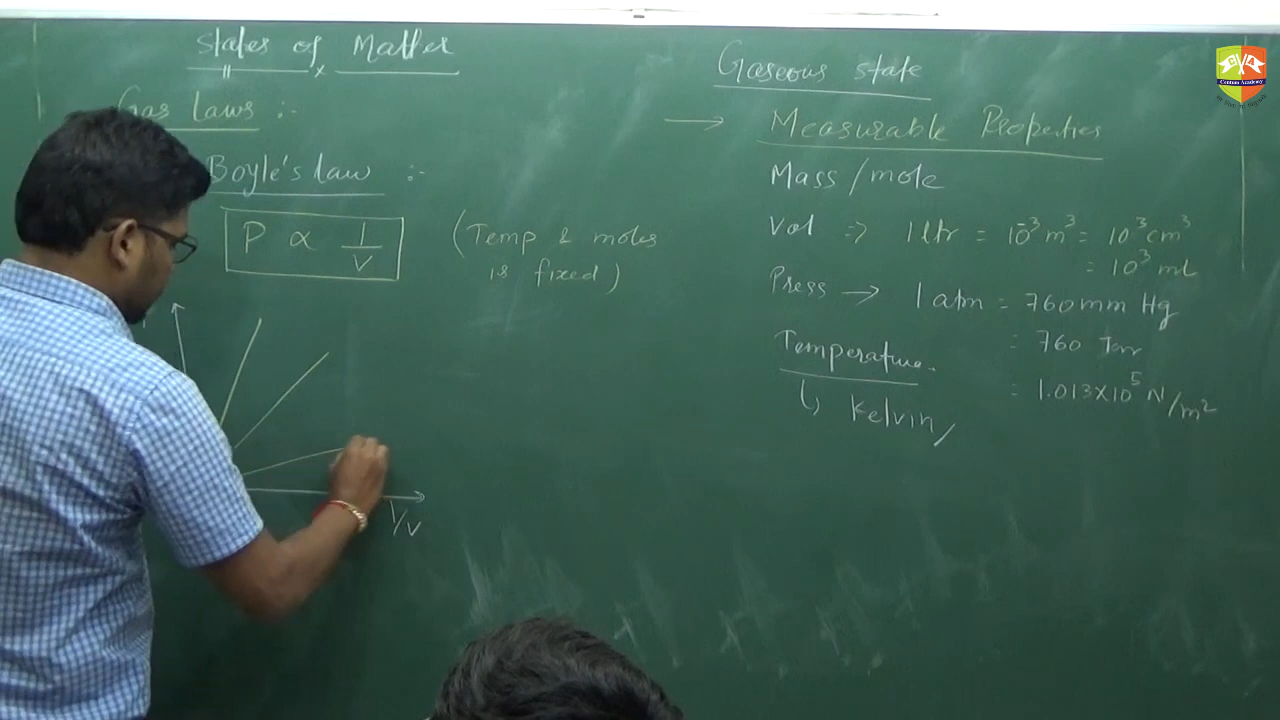 States of Matter
Gas laws :-
Boyle's law :-
P ∝ 1/V
(Temp & moles
is fixed)
1/V
Gaseous state
→ Measurable Properties
Mass/mole
Vol ⇒ 1 ltr = 10⁻³ m³ = 10³ cm³
= 10³ ml
Press → 1 atm = 760 mm Hg
= 760 Torr
= 1.013×10⁵ N/m²
Temperature.
↳ Kelvin
Centum Academy